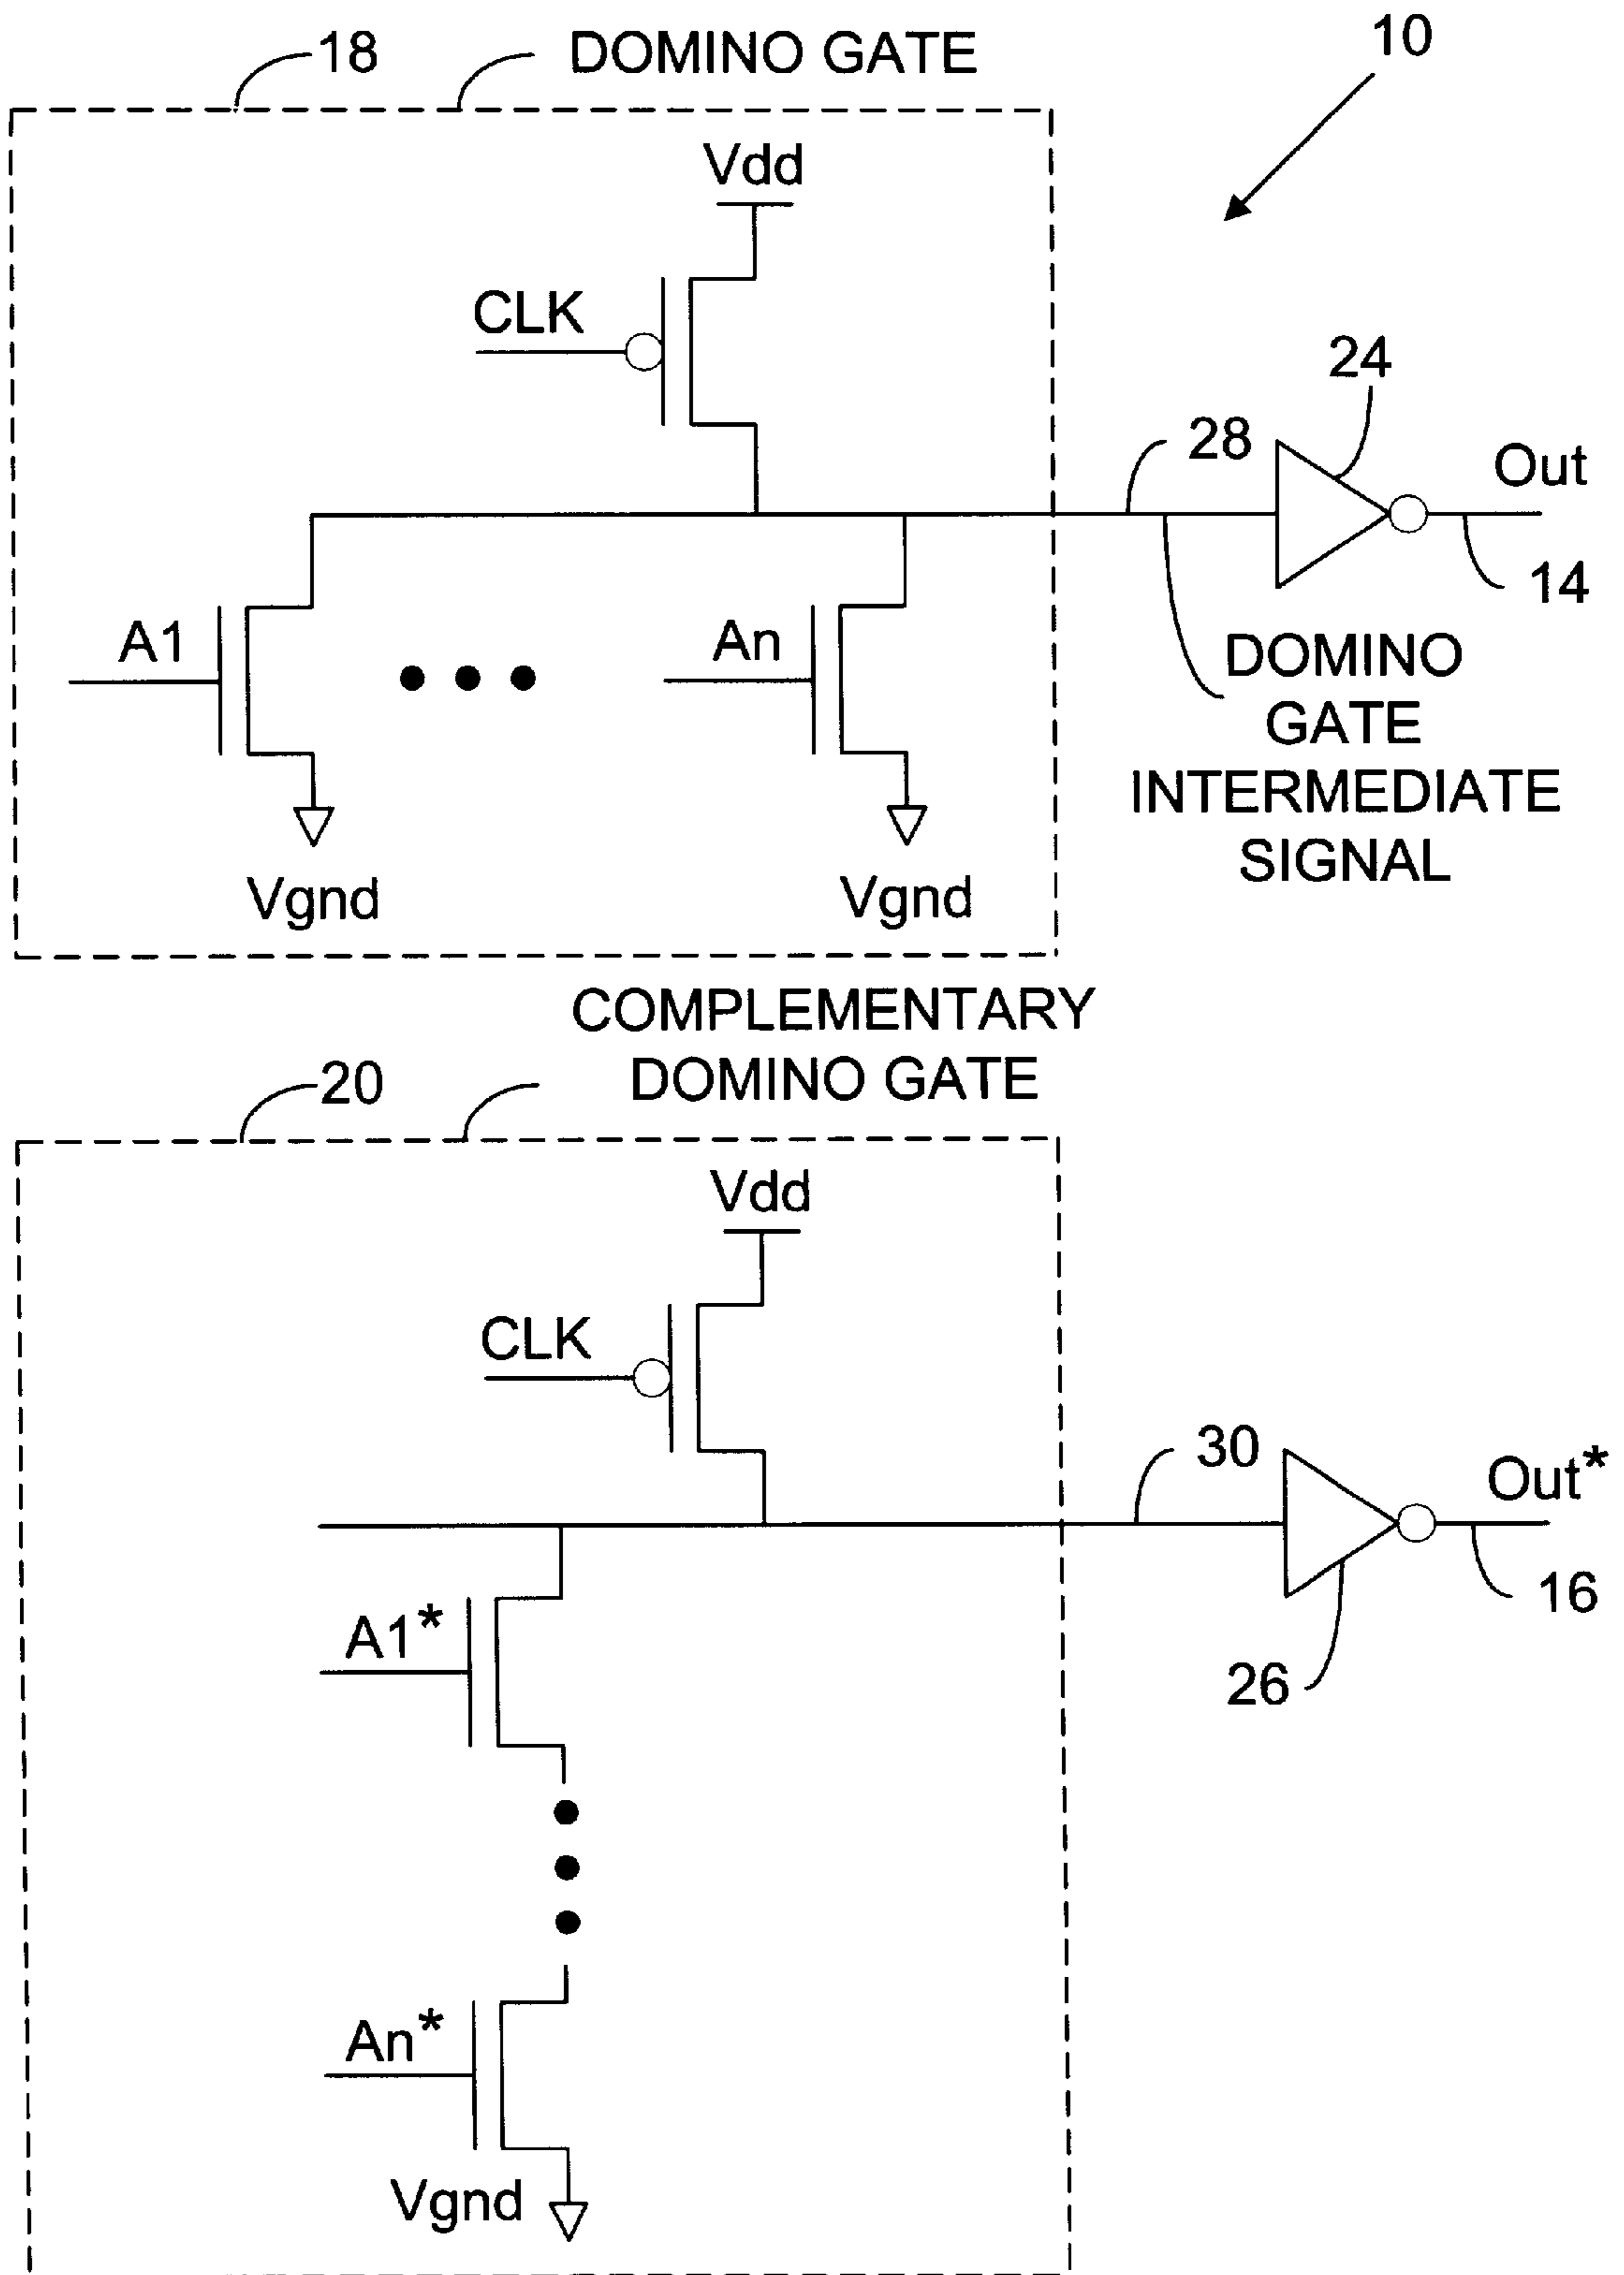 18
DOMINO GATE
10
Vdd
CLK
24
28
Out
A1
An
14
DOMINO
GATE
INTERMEDIATE
SIGNAL
Vgnd
Vgnd
COMPLEMENTARY
DOMINO GATE
20
Vdd
CLK
30
Out*
A1*
16
26
An*
Vgnd